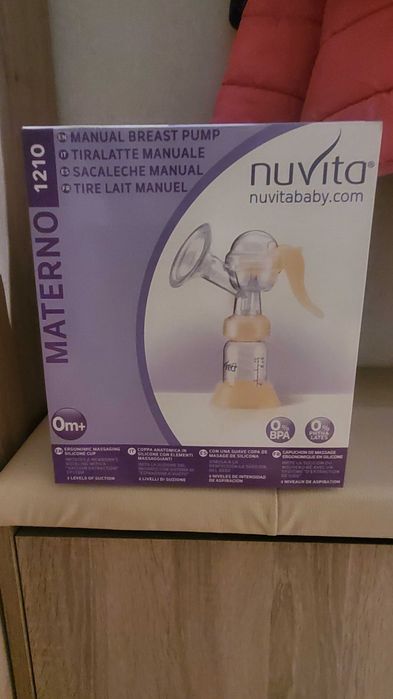 EN MANUAL BREAST PUMP
IT TIRALATTE MANUALE
ES SACALECHE MANUAL
FR TIRE LAIT MANUEL
nuvita®
nuvitababy.com
MATERNO 1210
0m+
0% BPA
0% PHTHALATES
EN ERGONOMIC MASSAGING
SILICONE CUP
3 LEVELS OF SUCTION
IT COPPA ANATOMICA IN
SILICONE CON ELEMENTI
MASSAGGIANTI
3 LIVELLI DI SUZIONE
ES CON UNA SUAVE COPA DE
MASAGE DE SILICONA
3 NIVELES DE INTENSIDAD
DE ASPIRACION
FR CAPUCHON DE MASSAGE
ERGONOMIQUE EN SILICONE
3 NIVEAUX DE ASPIRATION